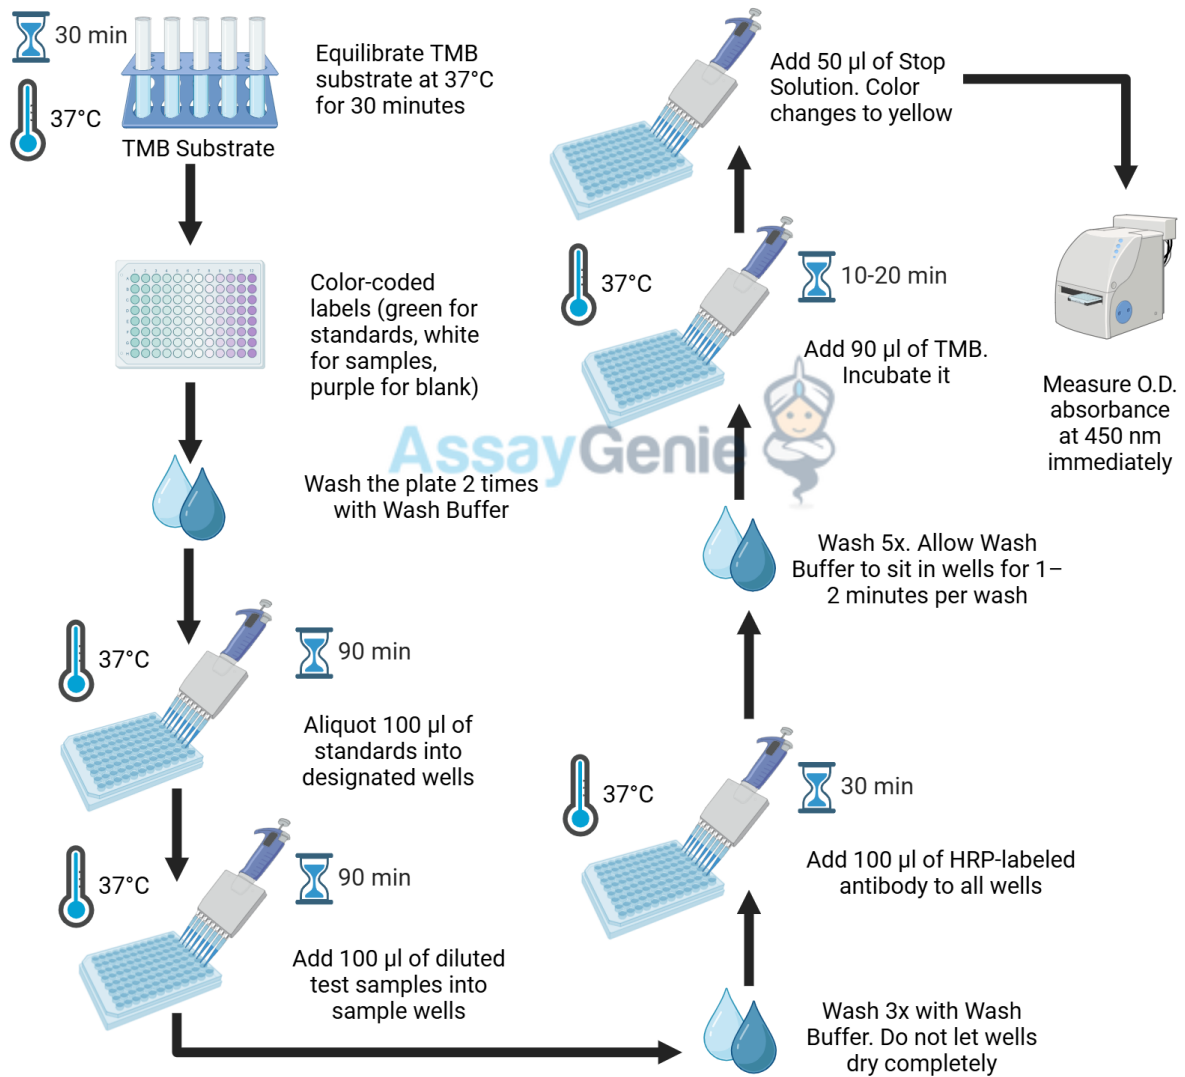 30 min
37°C
TMB Substrate
Equilibrate TMB
substrate at 37°C
for 30 minutes
Color-coded
labels (green for
standards, white
for samples,
purple for blank)
Wash the plate 2 times
with Wash Buffer
37°C
90 min
Aliquot 100 µl of
standards into
designated wells
37°C
90 min
Add 100 µl of diluted
test samples into
sample wells
Wash 3x with Wash
Buffer. Do not let wells
dry completely
37°C
30 min
Add 100 µl of HRP-labeled
antibody to all wells
Wash 5x. Allow Wash
Buffer to sit in wells for 1–
2 minutes per wash
37°C
10-20 min
Add 90 µl of TMB.
Incubate it
Add 50 µl of Stop
Solution. Color
changes to yellow
Measure O.D.
absorbance
at 450 nm
immediately
AssayGenie